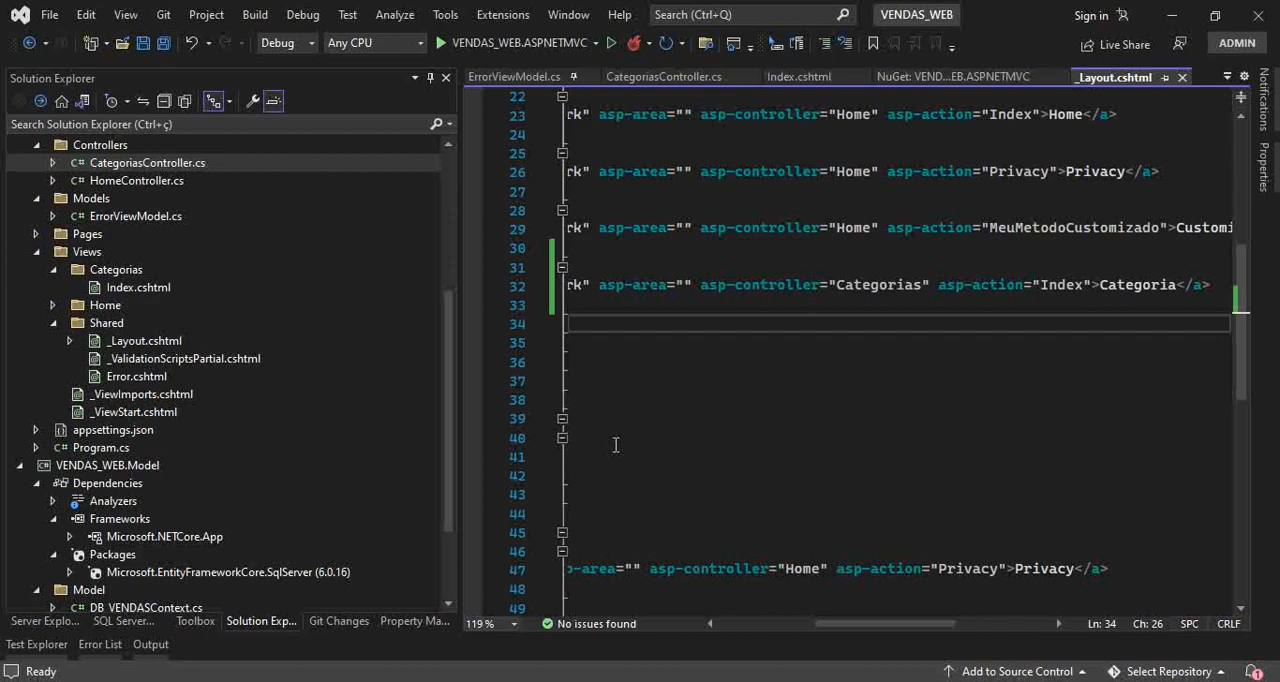 File Edit View Git Project Build Debug Test Analyze Tools Extensions Window Help Search (Ctrl+Q) VENDAS_WEB Sign in
Debug Any CPU VENDAS_WEB.ASPNETMVC Live Share ADMIN
Solution Explorer
Search Solution Explorer (Ctrl+ç)
Controllers
C# CategoriasController.cs
C# HomeController.cs
Models
C# ErrorViewModel.cs
Pages
Views
Categorias
Index.cshtml
Home
Shared
_Layout.cshtml
_ValidationScriptsPartial.cshtml
Error.cshtml
_ViewImports.cshtml
_ViewStart.cshtml
appsettings.json
C# Program.cs
VENDAS_WEB.Model
Dependencies
Analyzers
Frameworks
Microsoft.NETCore.App
Packages
Microsoft.EntityFrameworkCore.SqlServer (6.0.16)
Model
C# DB_VENDASContext.cs
Server Explo... SQL Server... Toolbox Solution Exp... Git Changes Property Ma...
ErrorViewModel.cs CategoriasController.cs Index.cshtml NuGet: VEND...EB.ASPNETMVC _Layout.cshtml
22
23 rk" asp-area="" asp-controller="Home" asp-action="Index">Home</a>
24
25
26 rk" asp-area="" asp-controller="Home" asp-action="Privacy">Privacy</a>
27
28
29 rk" asp-area="" asp-controller="Home" asp-action="MeuMetodoCustomizado">Customi
30
31
32 rk" asp-area="" asp-controller="Categorias" asp-action="Index">Categoria</a>
33
34
35
36
37
38
39
40
41
42
43
44
45
46
47 p-area="" asp-controller="Home" asp-action="Privacy">Privacy</a>
48
49
119 % No issues found Ln: 34 Ch: 26 SPC CRLF
Notifications
Properties
Test Explorer Error List Output
Ready Add to Source Control Select Repository 1